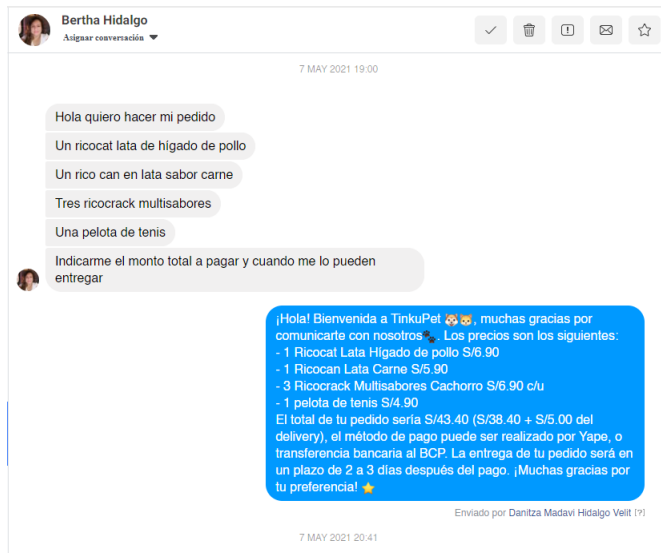 Bertha Hidalgo
Asignar conversación
7 MAY 2021 19:00
Hola quiero hacer mi pedido
Un ricocat lata de hígado de pollo
Un rico can en lata sabor carne
Tres ricocrack multisabores
Una pelota de tenis
Indicarme el monto total a pagar y cuando me lo pueden
entregar
¡Hola! Bienvenida a TinkuPet 🐶🐱, muchas gracias por
comunicarte con nosotros🐾. Los precios son los siguientes:
- 1 Ricocat Lata Hígado de pollo S/6.90
- 1 Ricocan Lata Carne S/5.90
- 3 Ricocrack Multisabores Cachorro S/6.90 c/u
- 1 pelota de tenis S/4.90
El total de tu pedido sería S/43.40 (S/38.40 + S/5.00 del
delivery), el método de pago puede ser realizado por Yape, o
transferencia bancaria al BCP. La entrega de tu pedido será en
un plazo de 2 a 3 días después del pago. ¡Muchas gracias por
tu preferencia! ⭐
Enviado por Danitza Madavi Hidalgo Velit [?]
7 MAY 2021 20:41